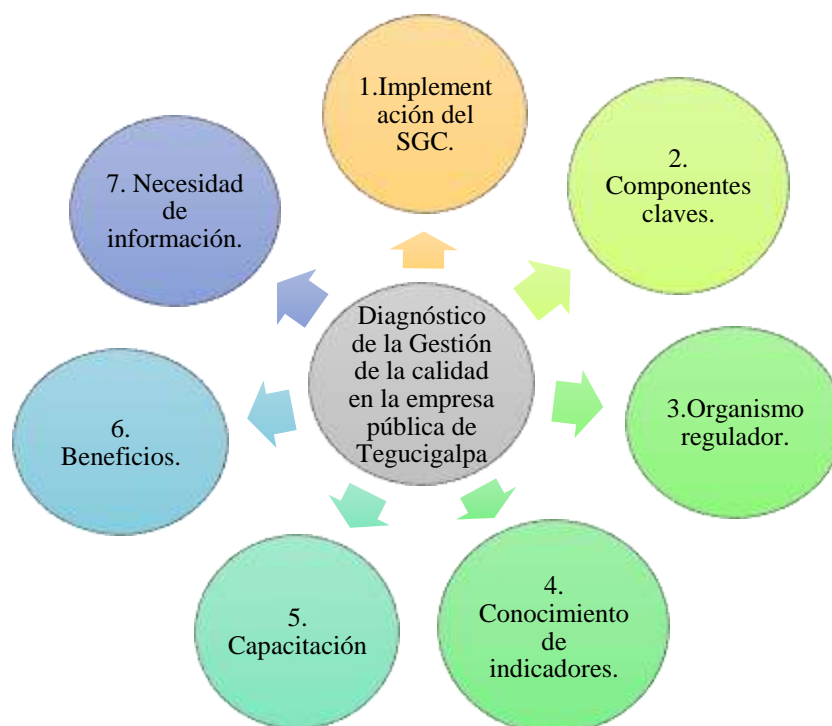 1.Implement
ación del
SGC.
2.
Componentes
claves.
3.Organismo
regulador.
4.
Conocimiento
de
indicadores.
5.
Capacitación
6.
Beneficios.
7. Necesidad
de
información.
Diagnóstico
de la Gestión
de la calidad
en la empresa
pública de
Tegucigalpa